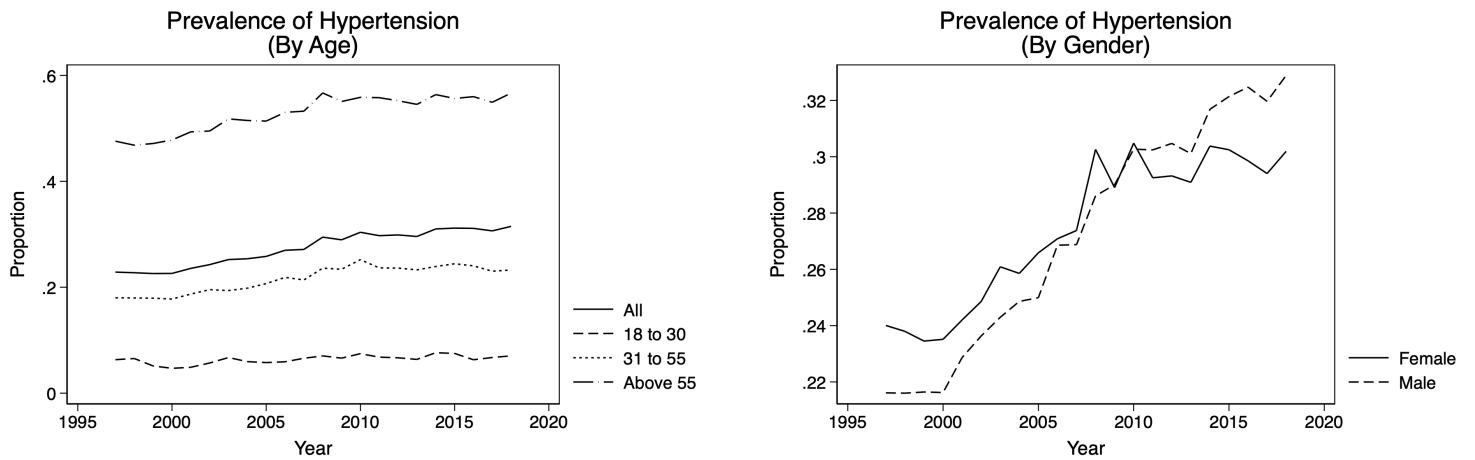 Prevalence of Hypertension
(By Age)
Proportion
.6
.4
.2
0
1995 2000 2005 2010 2015 2020
Year
All
18 to 30
31 to 55
Above 55
Prevalence of Hypertension
(By Gender)
Proportion
.32
.3
.28
.26
.24
.22
1995 2000 2005 2010 2015 2020
Year
Female
Male